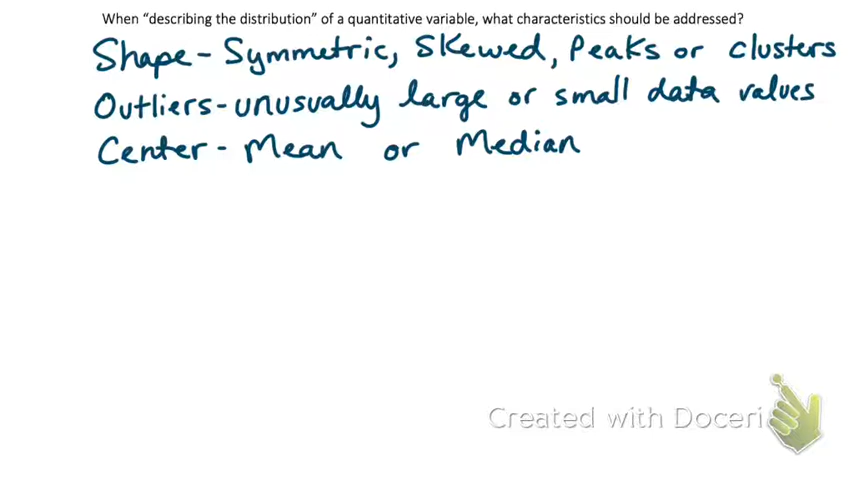 When “describing the distribution” of a quantitative variable, what characteristics should be addressed?
Shape - Symmetric, Skewed, Peaks or clusters
Outliers - unusually large or small data values
Center - Mean or Median
Created with Doceri